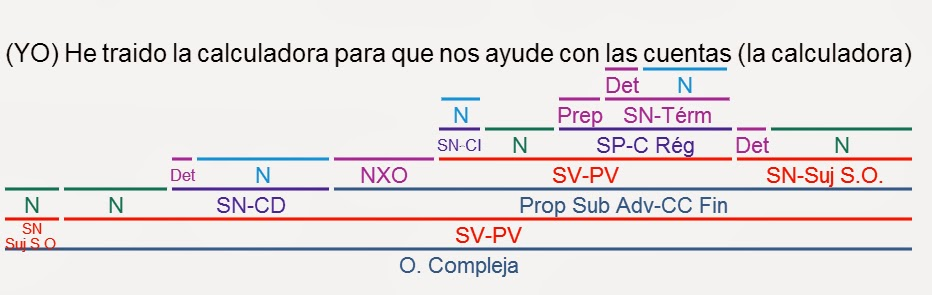 (YO) He traido la calculadora para que nos ayude con las cuentas (la calculadora)
Det N
N Prep SN-Térm
SN-CI N SP-C Rég Det N
Det N NXO SV-PV SN-Suj S.O.
N N SN-CD Prop Sub Adv-CC Fin
SN
Suj S.O
SV-PV
O. Compleja